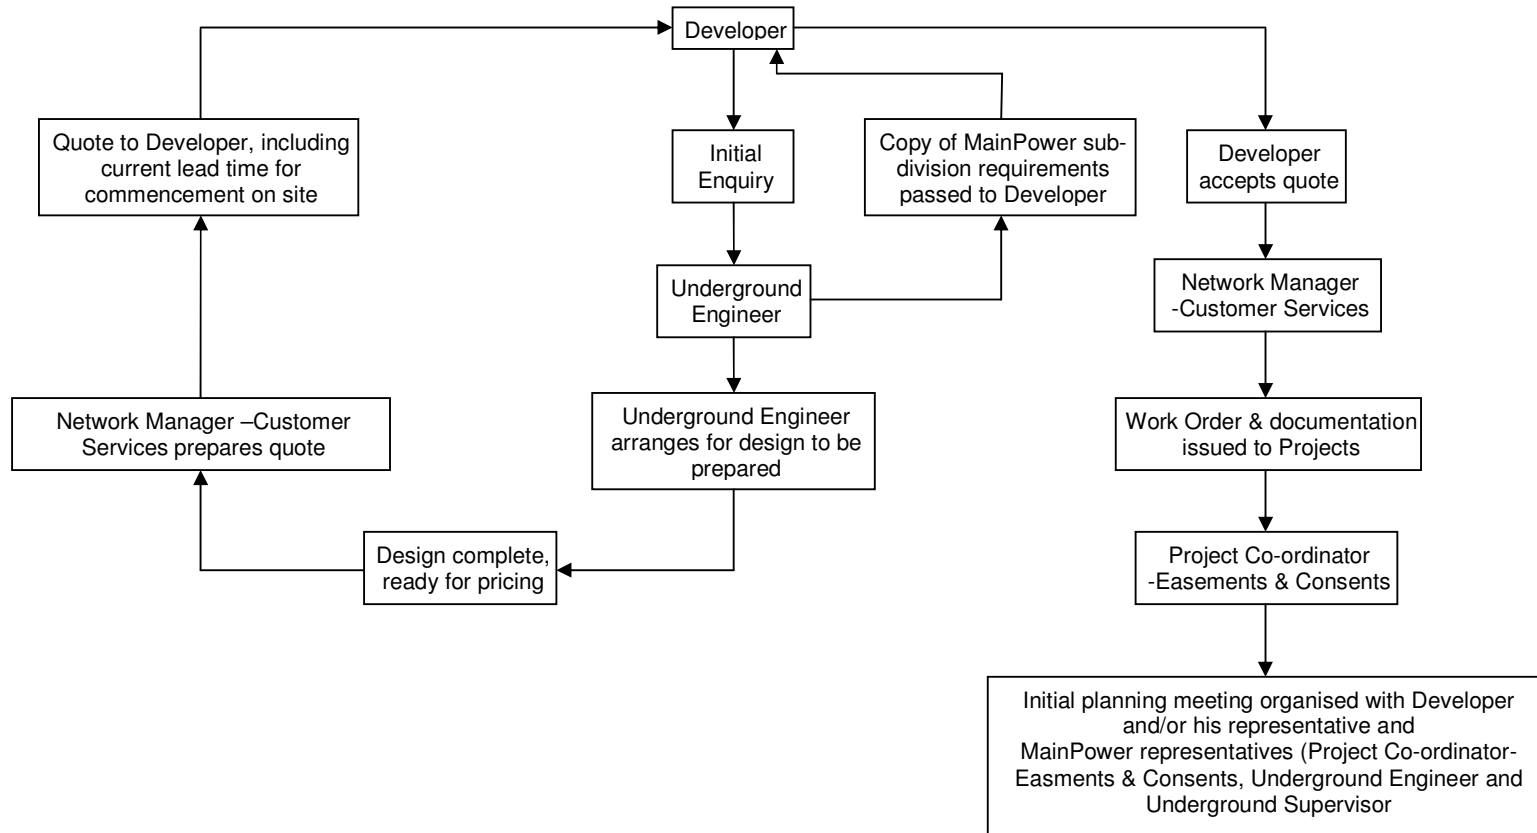 Developer
Quote to Developer, including
current lead time for
commencement on site
Initial
Enquiry
Copy of MainPower sub-
division requirements
passed to Developer
Developer
accepts quote
Underground
Engineer
Network Manager
-Customer Services
Network Manager –Customer
Services prepares quote
Underground Engineer
arranges for design to be
prepared
Work Order & documentation
issued to Projects
Design complete,
ready for pricing
Project Co-ordinator
-Easements & Consents
Initial planning meeting organised with Developer
and/or his representative and
MainPower representatives (Project Co-ordinator-
Easments & Consents, Underground Engineer and
Underground Supervisor